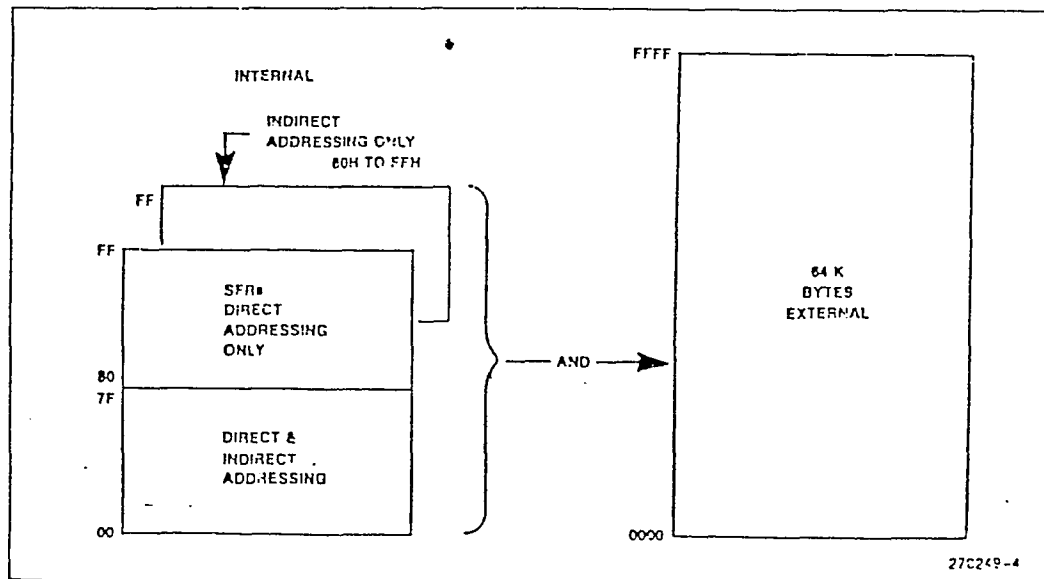 INTERNAL
INDIRECT
ADDRESSING ONLY
80H TO FFH
FF
FF
SFRs
DIRECT
ADDRESSING
ONLY
80
7F
DIRECT &
INDIRECT
ADDRESSING
00
AND
FFFF
64 K
BYTES
EXTERNAL
0000
270249-4